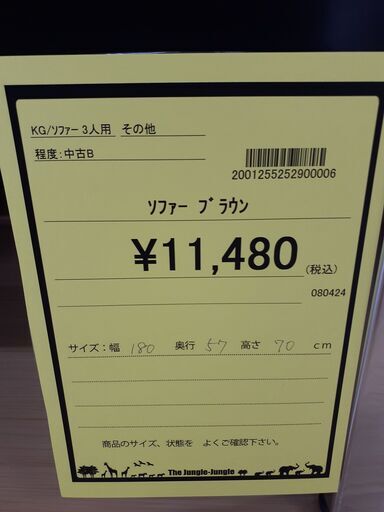 KG/ｿﾌｧｰ 3人用 その他
程度:中古B
2001255252900006
ｿﾌｧｰ ﾌﾞﾗｳﾝ
¥11,480 (税込)
080424
サイズ:幅 180 奥行 57 高さ 70 cm
商品のサイズ、状態を よくご確認下さい。
The Jungle-Jungle